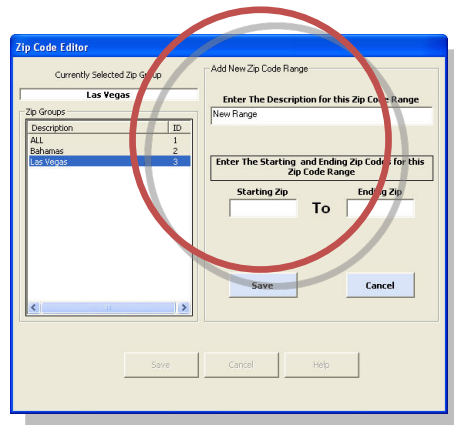 Zip Code Editor
Currently Selected Zip Group
Las Vegas
Zip Groups
Description ID
ALL 1
Bahamas 2
Las Vegas 3
Add New Zip Code Range
Enter The Description for this Zip Code Range
New Range
Enter The Starting and Ending Zip Codes for this
Zip Code Range
Starting Zip
To
Ending Zip
Save
Cancel
Save
Cancel
Help